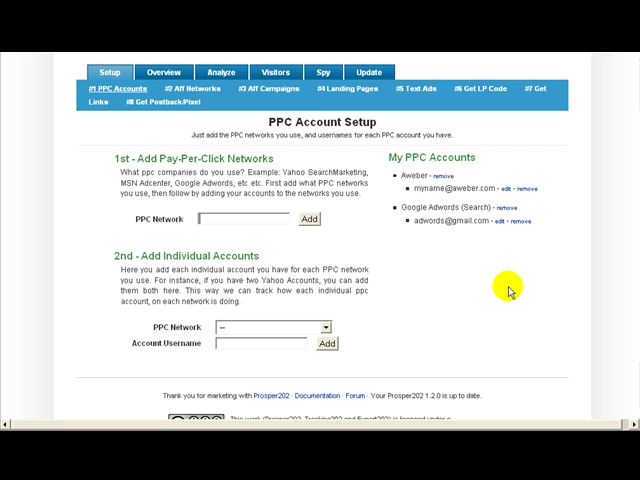 Setup Overview Analyze Visitors Spy Update
#1 PPC Accounts #2 Aff Networks #3 Aff Campaigns #4 Landing Pages #5 Text Ads #6 Get LP Code #7 Get
Links #8 Get Postback/Pixel
PPC Account Setup
Just add the PPC networks you use, and usernames for each PPC account you have.
1st - Add Pay-Per-Click Networks
What ppc companies do you use? Example: Yahoo SearchMarketing,
MSN Adcenter, Google Adwords, etc etc. First add what PPC networks
you use, then follow by adding your accounts to the networks you use.
PPC Network Add
2nd - Add Individual Accounts
Here you add each individual account you have for each PPC network
you use. For instance, if you have two Yahoo Accounts, you can add
them both here. This way we can track how each individual ppc
account, on each network is doing.
PPC Network --
Account Username Add
My PPC Accounts
Aweber - remove
myname@aweber.com - edit - remove
Google Adwords (Search) - remove
adwords@gmail.com - edit - remove
Thank you for marketing with Prosper202 · Documentation · Forum · Your Prosper202 1.2.0 is up to date.
This work (Prosper202, Tracking202 and Export202) is licensed under a